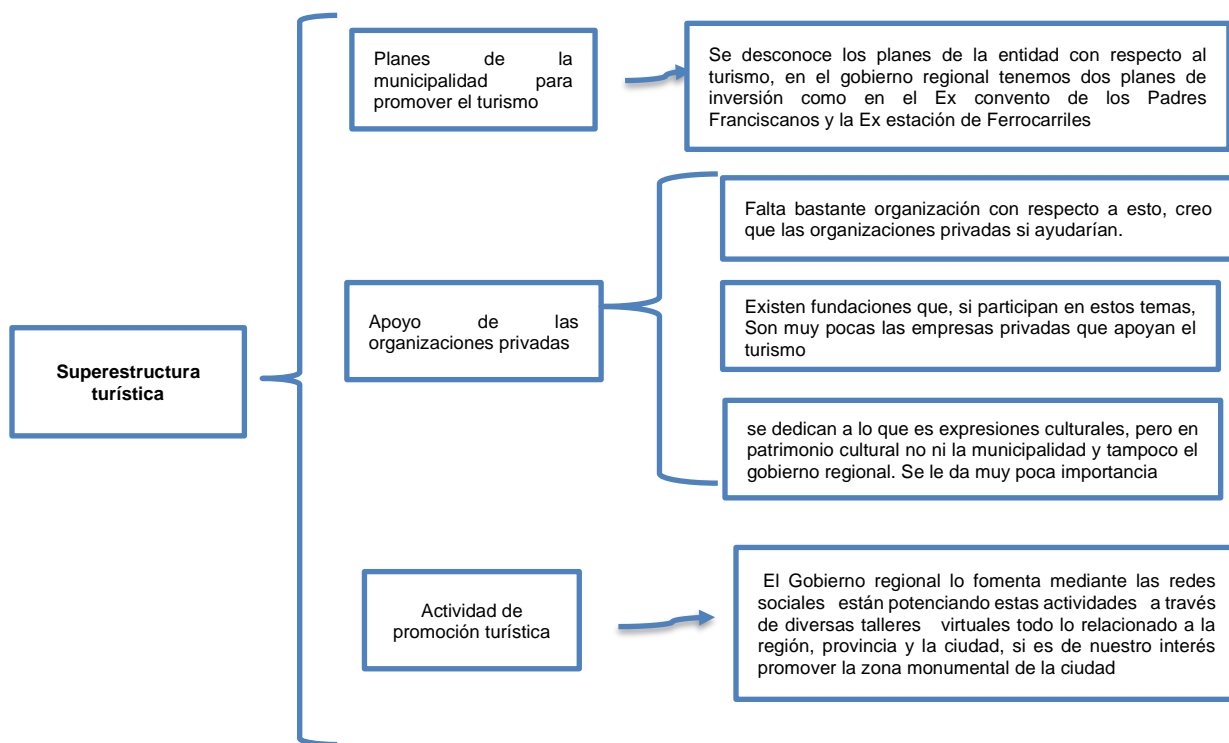 Superestructura
turística
Planes de la
municipalidad para
promover el turismo
Se desconoce los planes de la entidad con respecto al
turismo, en el gobierno regional tenemos dos planes de
inversión como en el Ex convento de los Padres
Franciscanos y la Ex estación de Ferrocarriles
Apoyo de las
organizaciones privadas
Falta bastante organización con respecto a esto, creo
que las organizaciones privadas si ayudarían.
Existen fundaciones que, si participan en estos temas,
Son muy pocas las empresas privadas que apoyan el
turismo
se dedican a lo que es expresiones culturales, pero en
patrimonio cultural no ni la municipalidad y tampoco el
gobierno regional. Se le da muy poca importancia
Actividad de
promoción turística
El Gobierno regional lo fomenta mediante las redes
sociales están potenciando estas actividades a través
de diversas talleres virtuales todo lo relacionado a la
región, provincia y la ciudad, si es de nuestro interés
promover la zona monumental de la ciudad